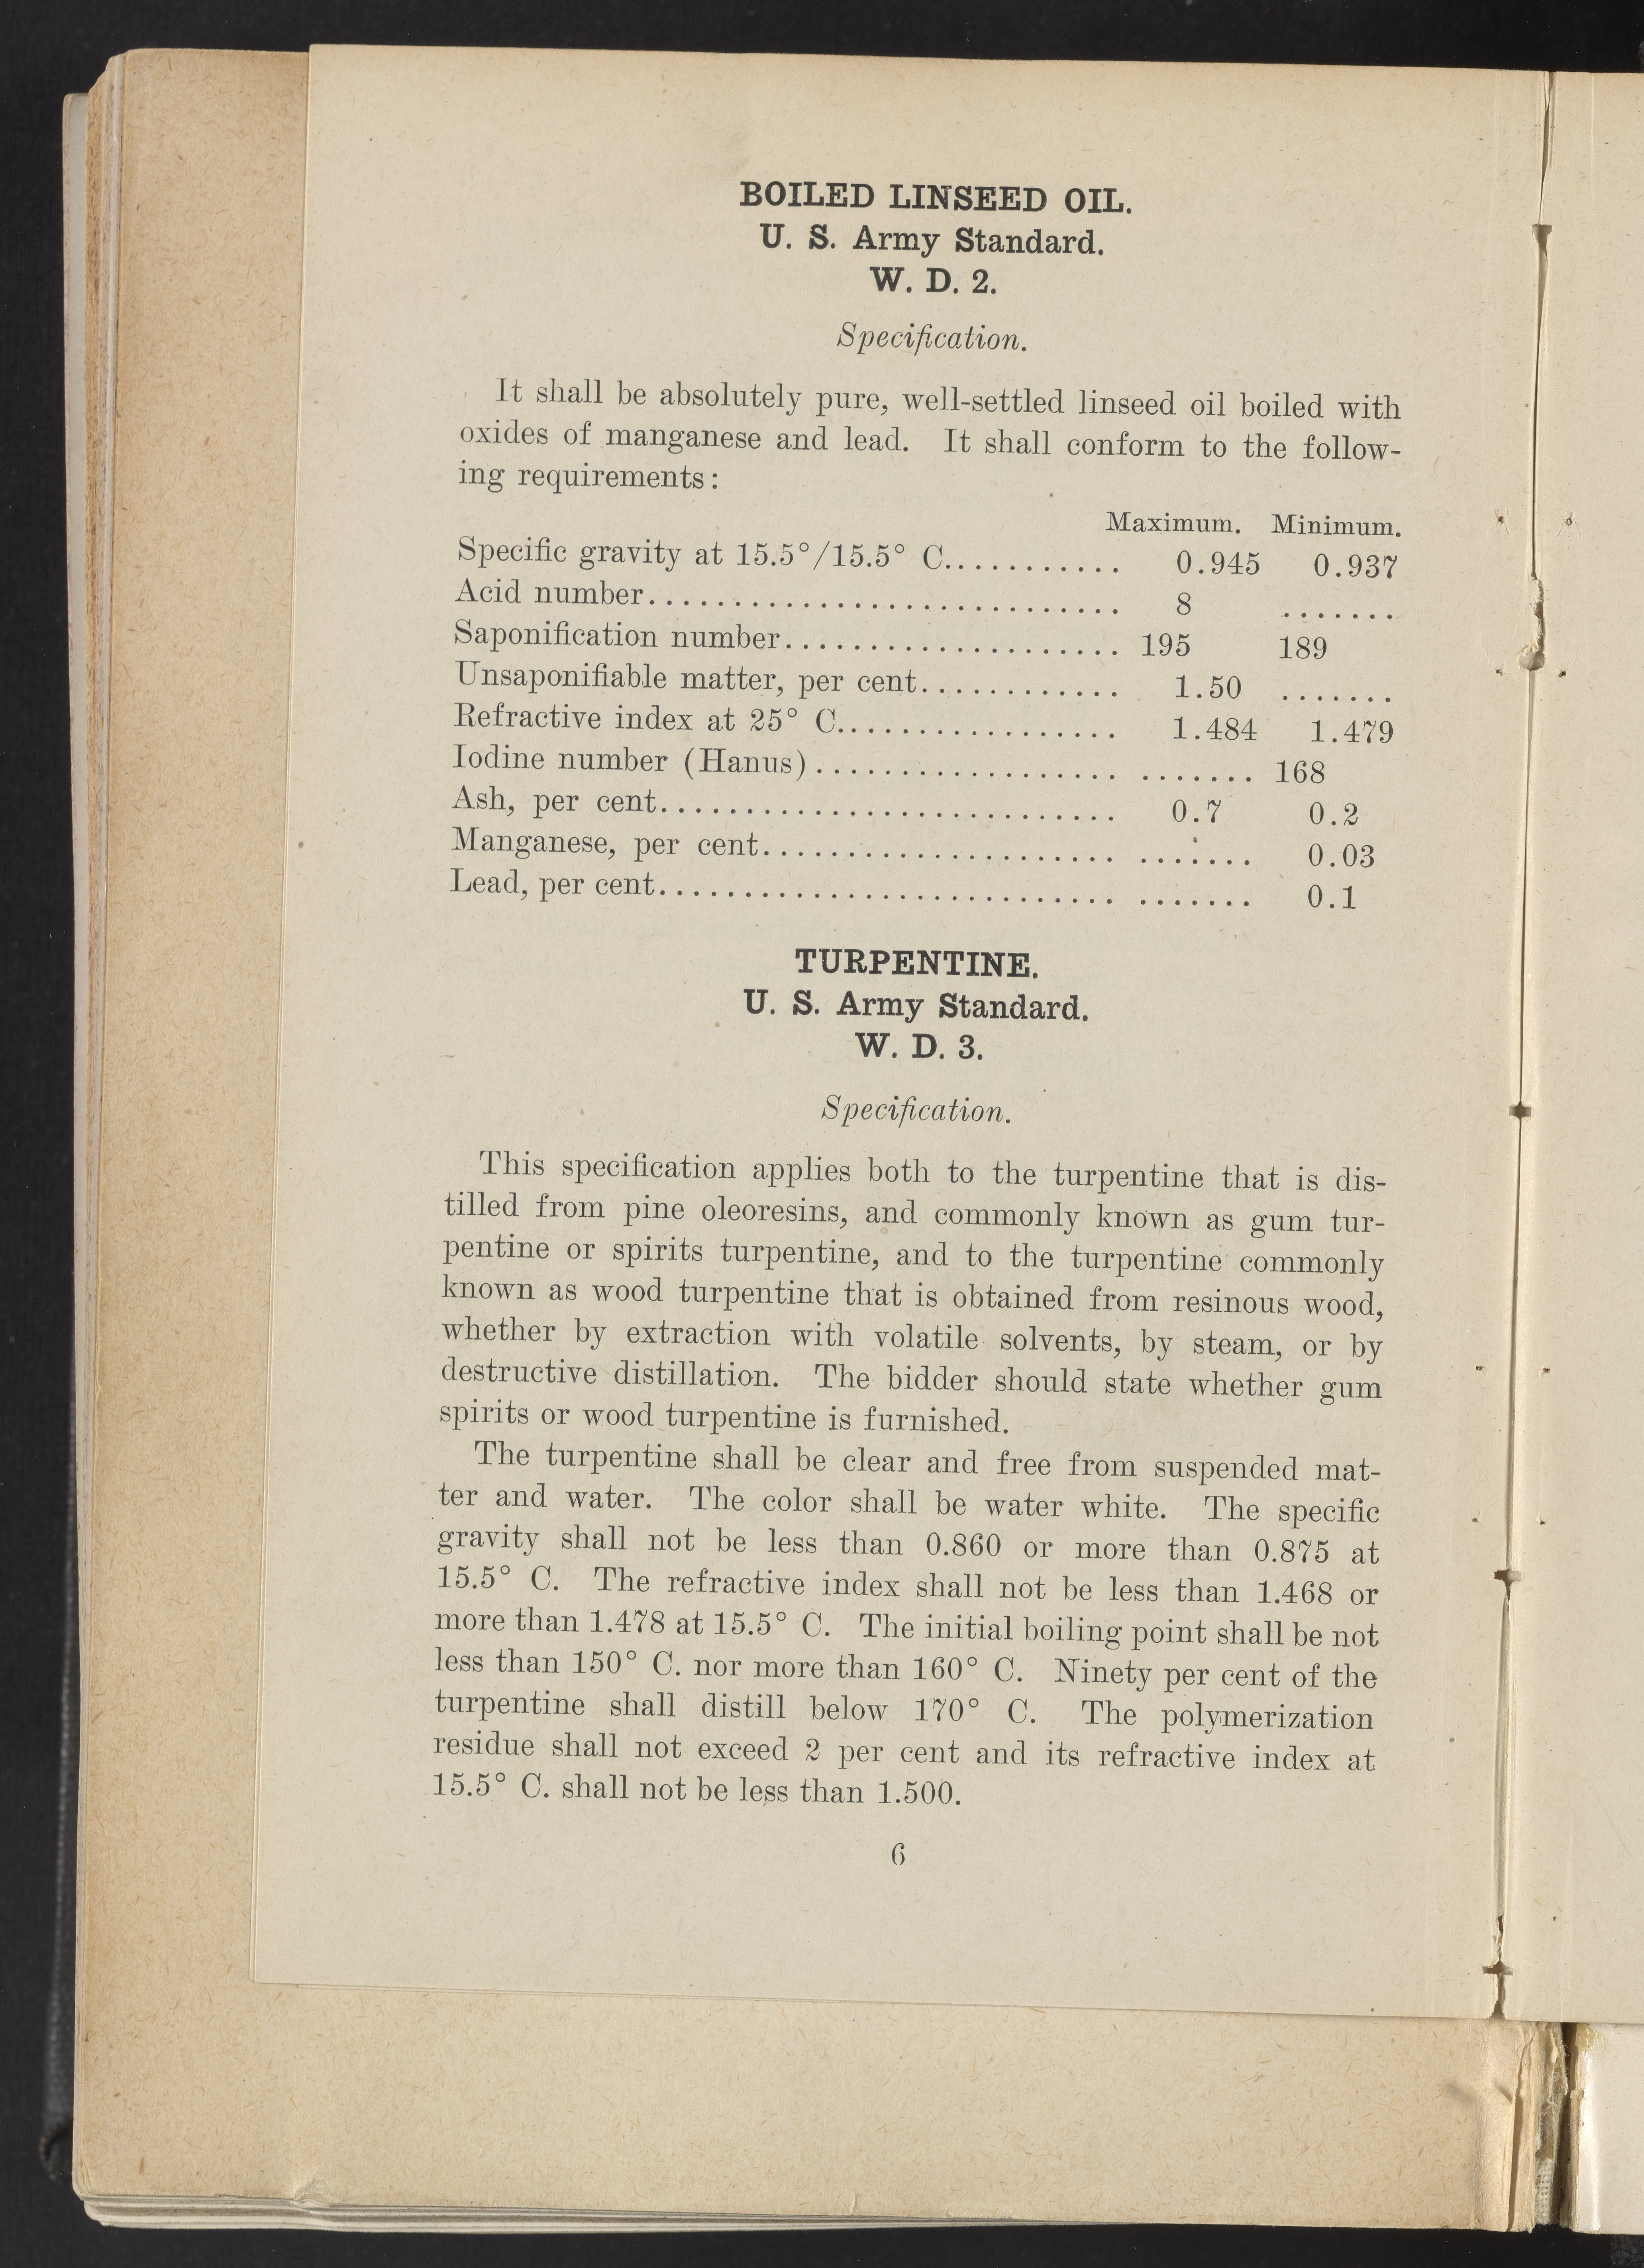 BOILED LINSEED OIL.
U. S. Army Standard.
W. D. 2.
Specification.
It shall be absolutely pure, well-settled linseed oil boiled with
oxides of manganese and lead. It shall conform to the follow-
ing requirements:
Maximum. Minimum.
Specific gravity at 15.5°/15.5° C........... 0.945 0.937
Acid number............................ 8 .......
Saponification number.................... 195 189
Unsaponifiable matter, per cent............ 1.50 .......
Refractive index at 25° C................. 1.484 1.479
Iodine number (Hanus).................. ....... 168
Ash, per cent........................... 0.7 0.2
Manganese, per cent..................... ....... 0.03
Lead, per cent........................... ....... 0.1
TURPENTINE.
U. S. Army Standard.
W. D. 3.
Specification.
This specification applies both to the turpentine that is dis-
tilled from pine oleoresins, and commonly known as gum tur-
pentine or spirits turpentine, and to the turpentine commonly
known as wood turpentine that is obtained from resinous wood,
whether by extraction with volatile solvents, by steam, or by
destructive distillation. The bidder should state whether gum
spirits or wood turpentine is furnished.
The turpentine shall be clear and free from suspended mat-
ter and water. The color shall be water white. The specific
gravity shall not be less than 0.860 or more than 0.875 at
15.5° C. The refractive index shall not be less than 1.468 or
more than 1.478 at 15.5° C. The initial boiling point shall be not
less than 150° C. nor more than 160° C. Ninety per cent of the
turpentine shall distill below 170° C. The polymerization
residue shall not exceed 2 per cent and its refractive index at
15.5° C. shall not be less than 1.500.
6